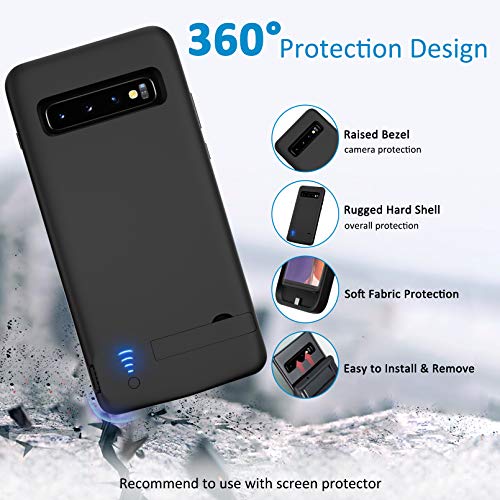 360° Protection Design
Raised Bezel
camera protection
Rugged Hard Shell
overall protection
Soft Fabric Protection
Easy to Install & Remove
Recommend to use with screen protector